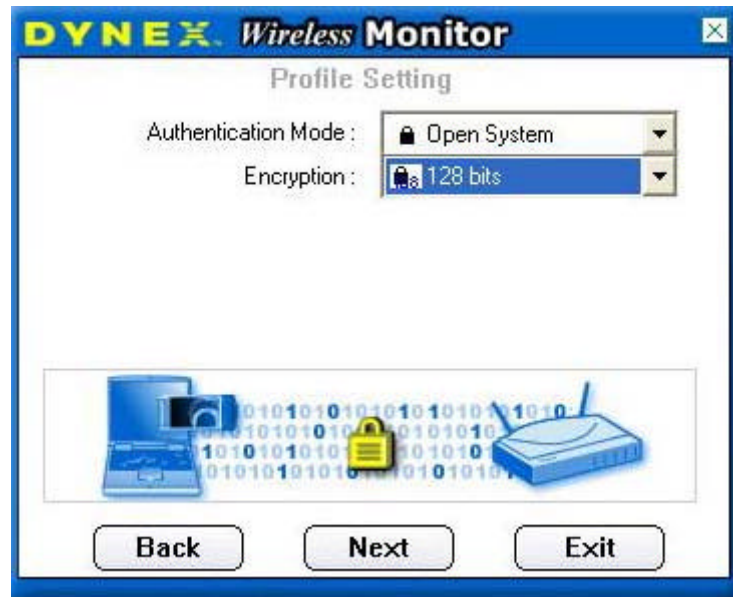 DYNEX Wireless Monitor
Profile Setting
Authentication Mode : Open System
Encryption : 128 bits
Back Next Exit